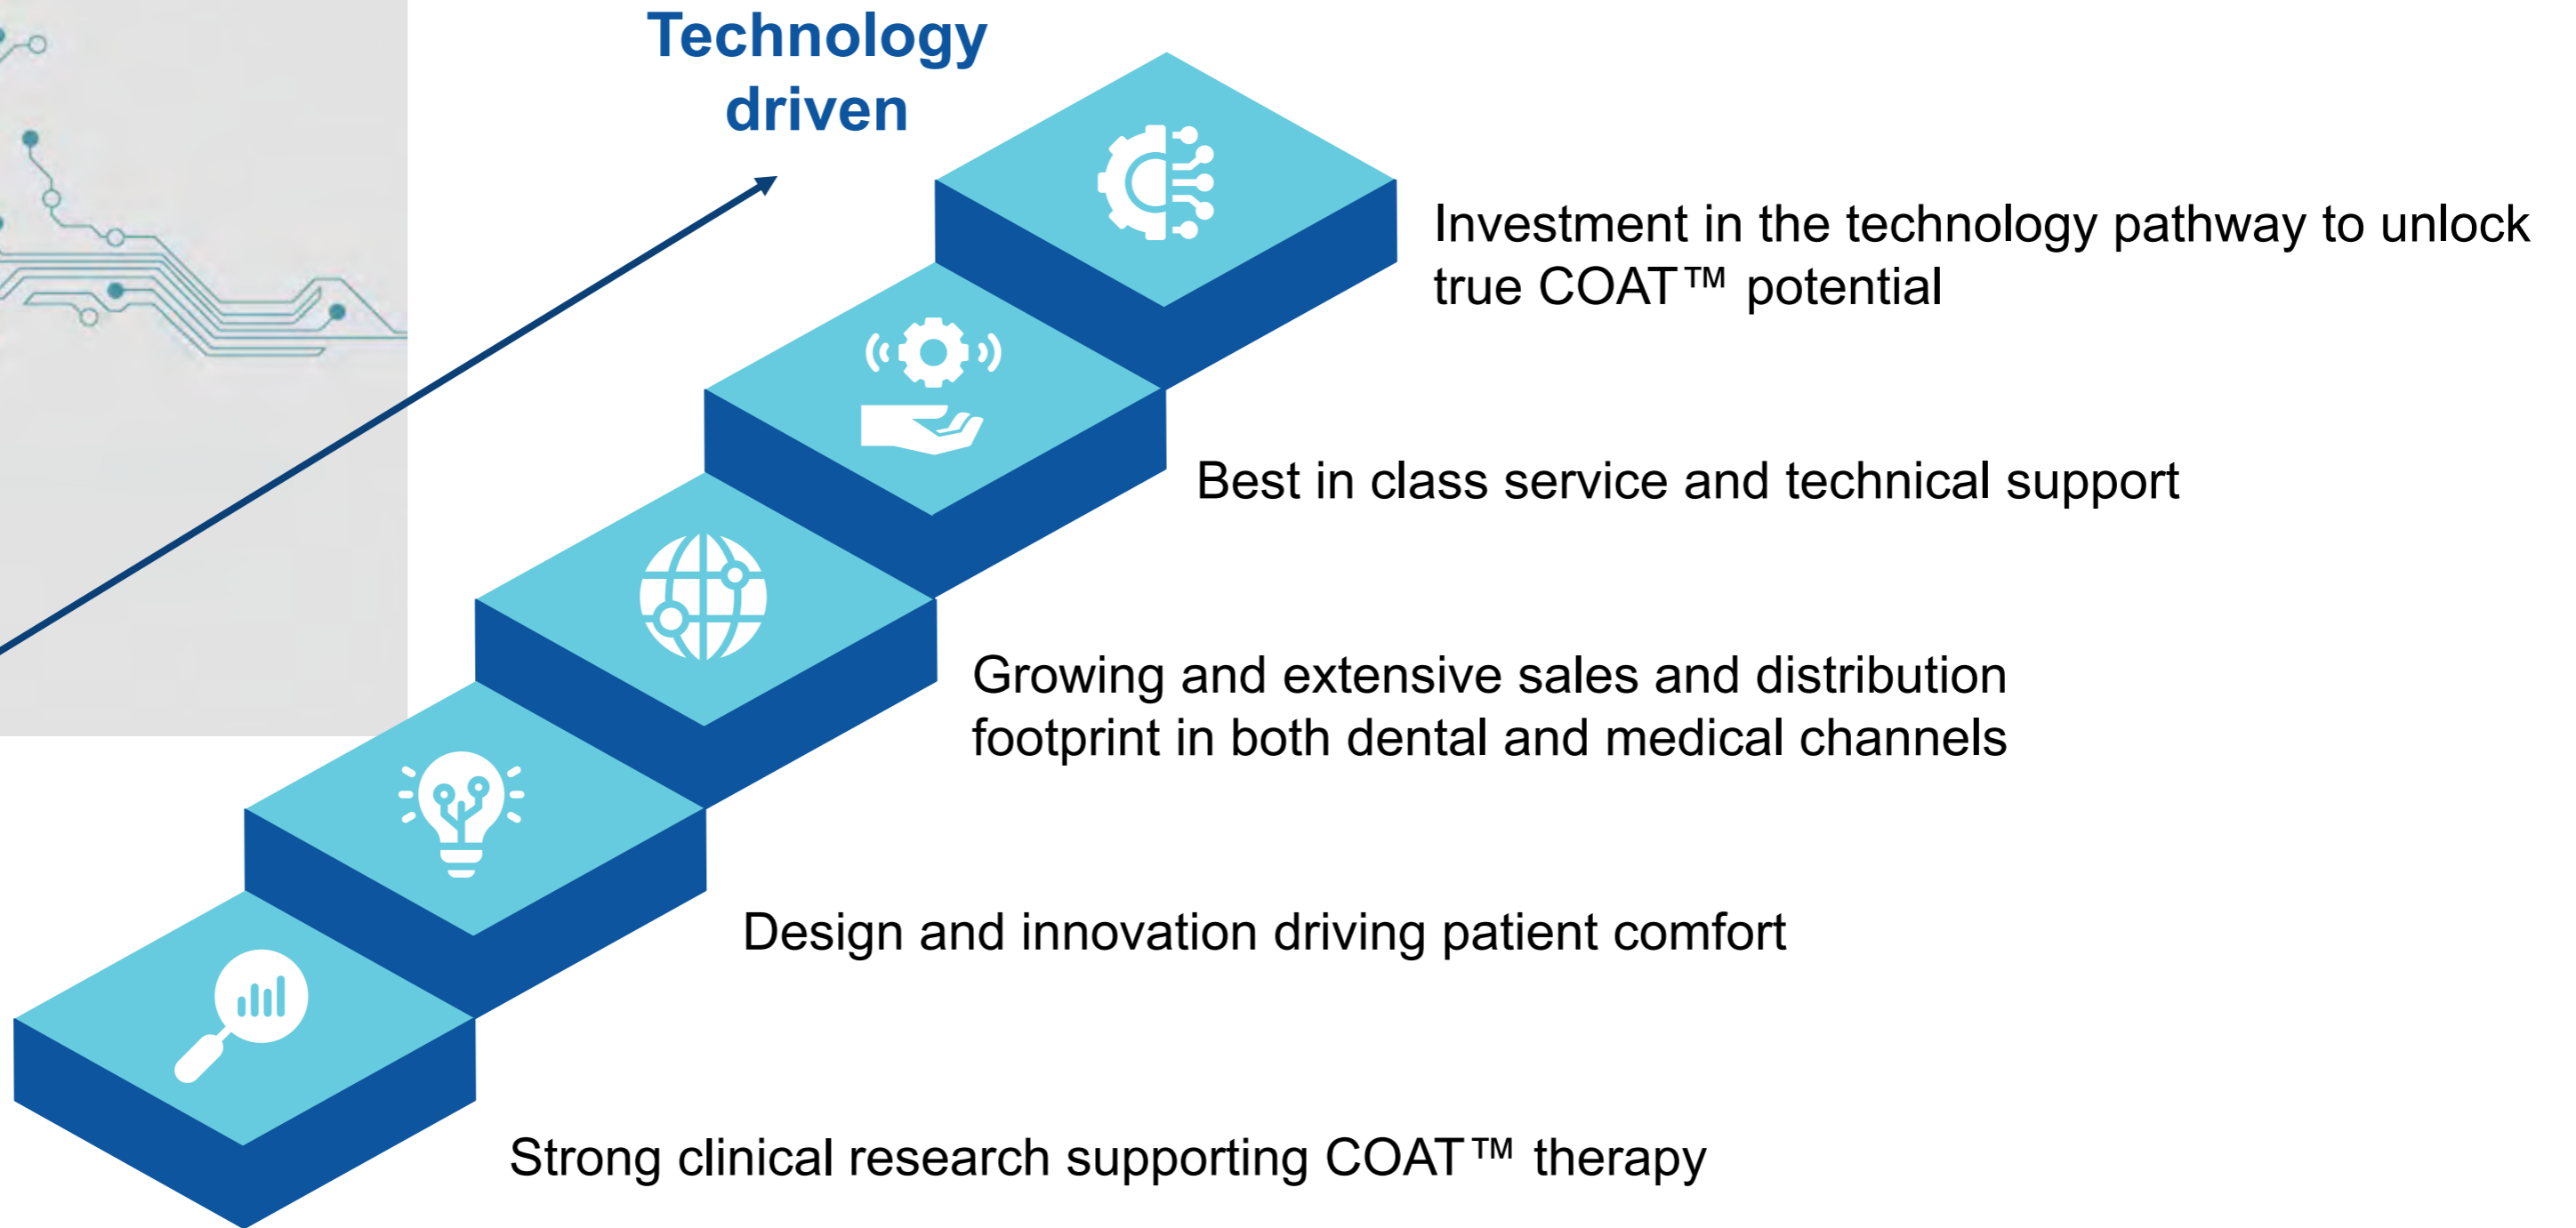 Technology
driven
Investment in the technology pathway to unlock
true COAT™ potential
Best in class service and technical support
Growing and extensive sales and distribution
footprint in both dental and medical channels
Design and innovation driving patient comfort
Strong clinical research supporting COAT™ therapy